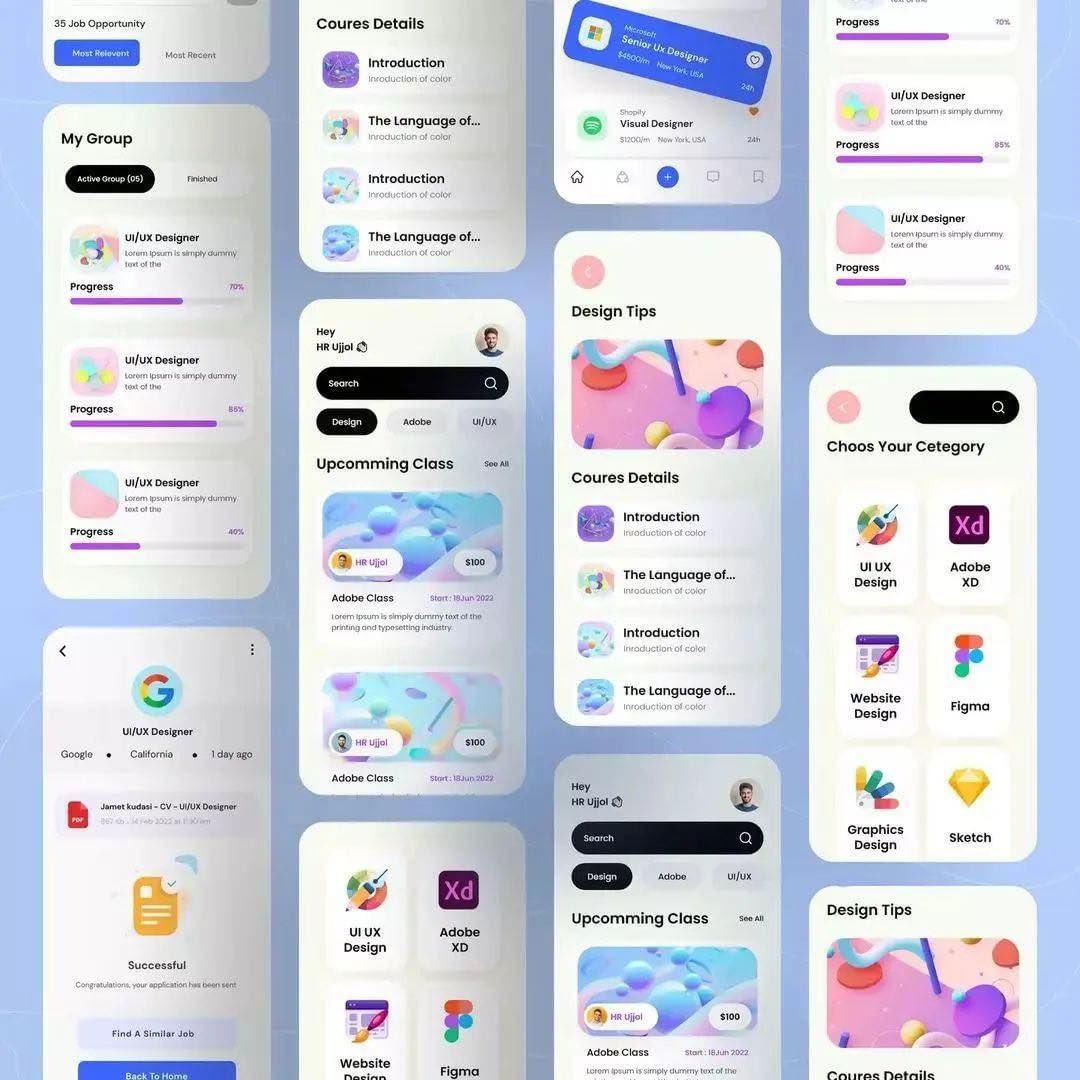 35 Job Opportunity
Most Relevent
Most Recent
My Group
Active Group (05)
Finished
UI/UX Designer
Lorem Ipsum is simply dummy
text of the
Progress
70%
UI/UX Designer
Lorem Ipsum is simply dummy
text of the
Progress
85%
UI/UX Designer
Lorem Ipsum is simply dummy
text of the
Progress
40%
UI/UX Designer
Google
California
1 day ago
PDF
Jamet kudasi - CV - UI/UX Designer
867 Kb - 14 Feb 2022 at 11:30 am
Successful
Congratulations, your application has been sent
Find A Similar Job
Back To Home
Coures Details
Introduction
Inroduction of color
The Language of...
Inroduction of color
Introduction
Inroduction of color
The Language of...
Inroduction of color
Hey
HR Ujjol
Search
Design
Adobe
UI/UX
Upcomming Class
See All
HR Ujjol
$100
Adobe Class
Start : 18Jun 2022
Lorem Ipsum is simply dummy text of the
printing and typesetting industry.
HR Ujjol
$100
Adobe Class
Start : 18Jun 2022
UI UX
Design
Xd
Adobe
XD
Website
Design
Figma
Microsoft
Senior Ux Designer
$4500/m
New York, USA
24h
Shopify
Visual Designer
$1200/m
New York, USA
24h
Design Tips
Coures Details
Introduction
Inroduction of color
The Language of...
Inroduction of color
Introduction
Inroduction of color
The Language of...
Inroduction of color
Hey
HR Ujjol
Search
Design
Adobe
UI/UX
Upcomming Class
See All
HR Ujjol
$100
Adobe Class
Start : 18Jun 2022
Lorem Ipsum is simply dummy text of the
Progress
70%
UI/UX Designer
Lorem Ipsum is simply dummy
text of the
Progress
85%
UI/UX Designer
Lorem Ipsum is simply dummy
text of the
Progress
40%
Choos Your Cetegory
UI UX
Design
Xd
Adobe
XD
Website
Design
Figma
Graphics
Design
Sketch
Design Tips
Coures Details